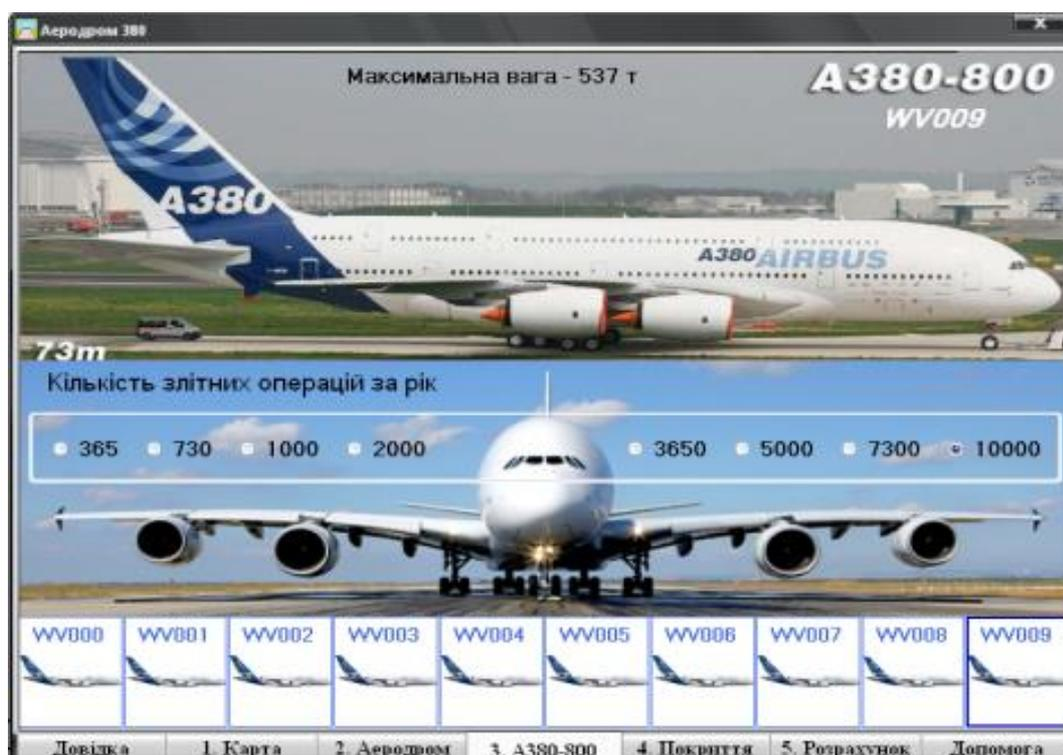 Аеродром 380
x
Максимальна вага - 537 т
A380-800
WV009
A380
A380 AIRBUS
73m
Кількість злітних операцій за рік
365 730 1000 2000 3650 5000 7300 10000
WV000 WV001 WV002 WV003 WV004 WV005 WV006 WV007 WV008 WV009
Довідка 1. Карта 2. Аеродром 3. A380-800 4. Покриття 5. Розрахунок Допомога